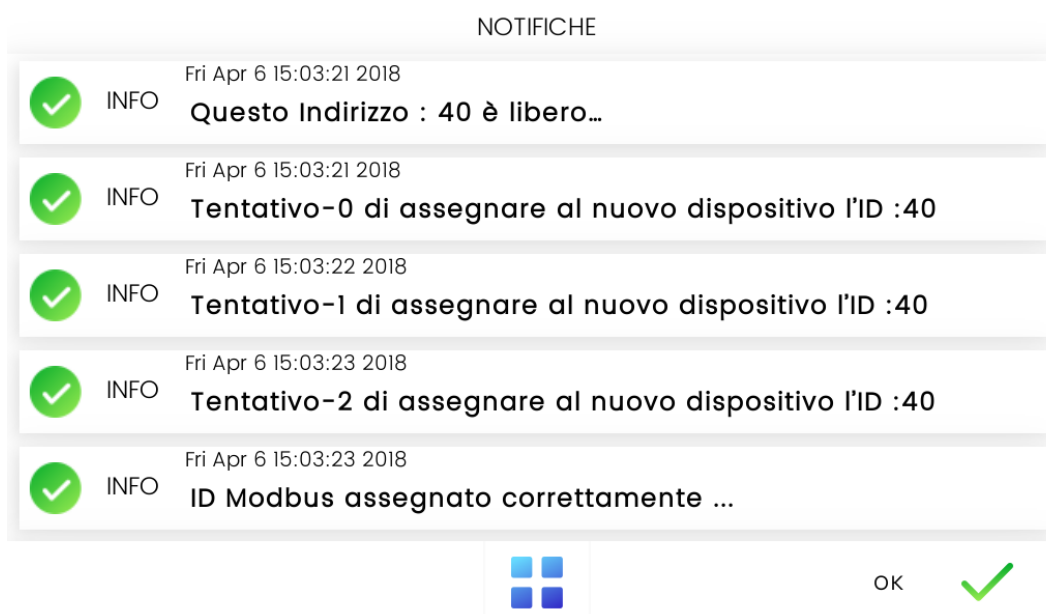 NOTIFICHE
Fri Apr 6 15:03:21 2018
INFO
Questo Indirizzo : 40 è libero...
Fri Apr 6 15:03:21 2018
INFO
Tentativo-0 di assegnare al nuovo dispositivo l'ID :40
Fri Apr 6 15:03:22 2018
INFO
Tentativo-1 di assegnare al nuovo dispositivo l'ID :40
Fri Apr 6 15:03:23 2018
INFO
Tentativo-2 di assegnare al nuovo dispositivo l'ID :40
Fri Apr 6 15:03:23 2018
INFO
ID Modbus assegnato correttamente ...
OK